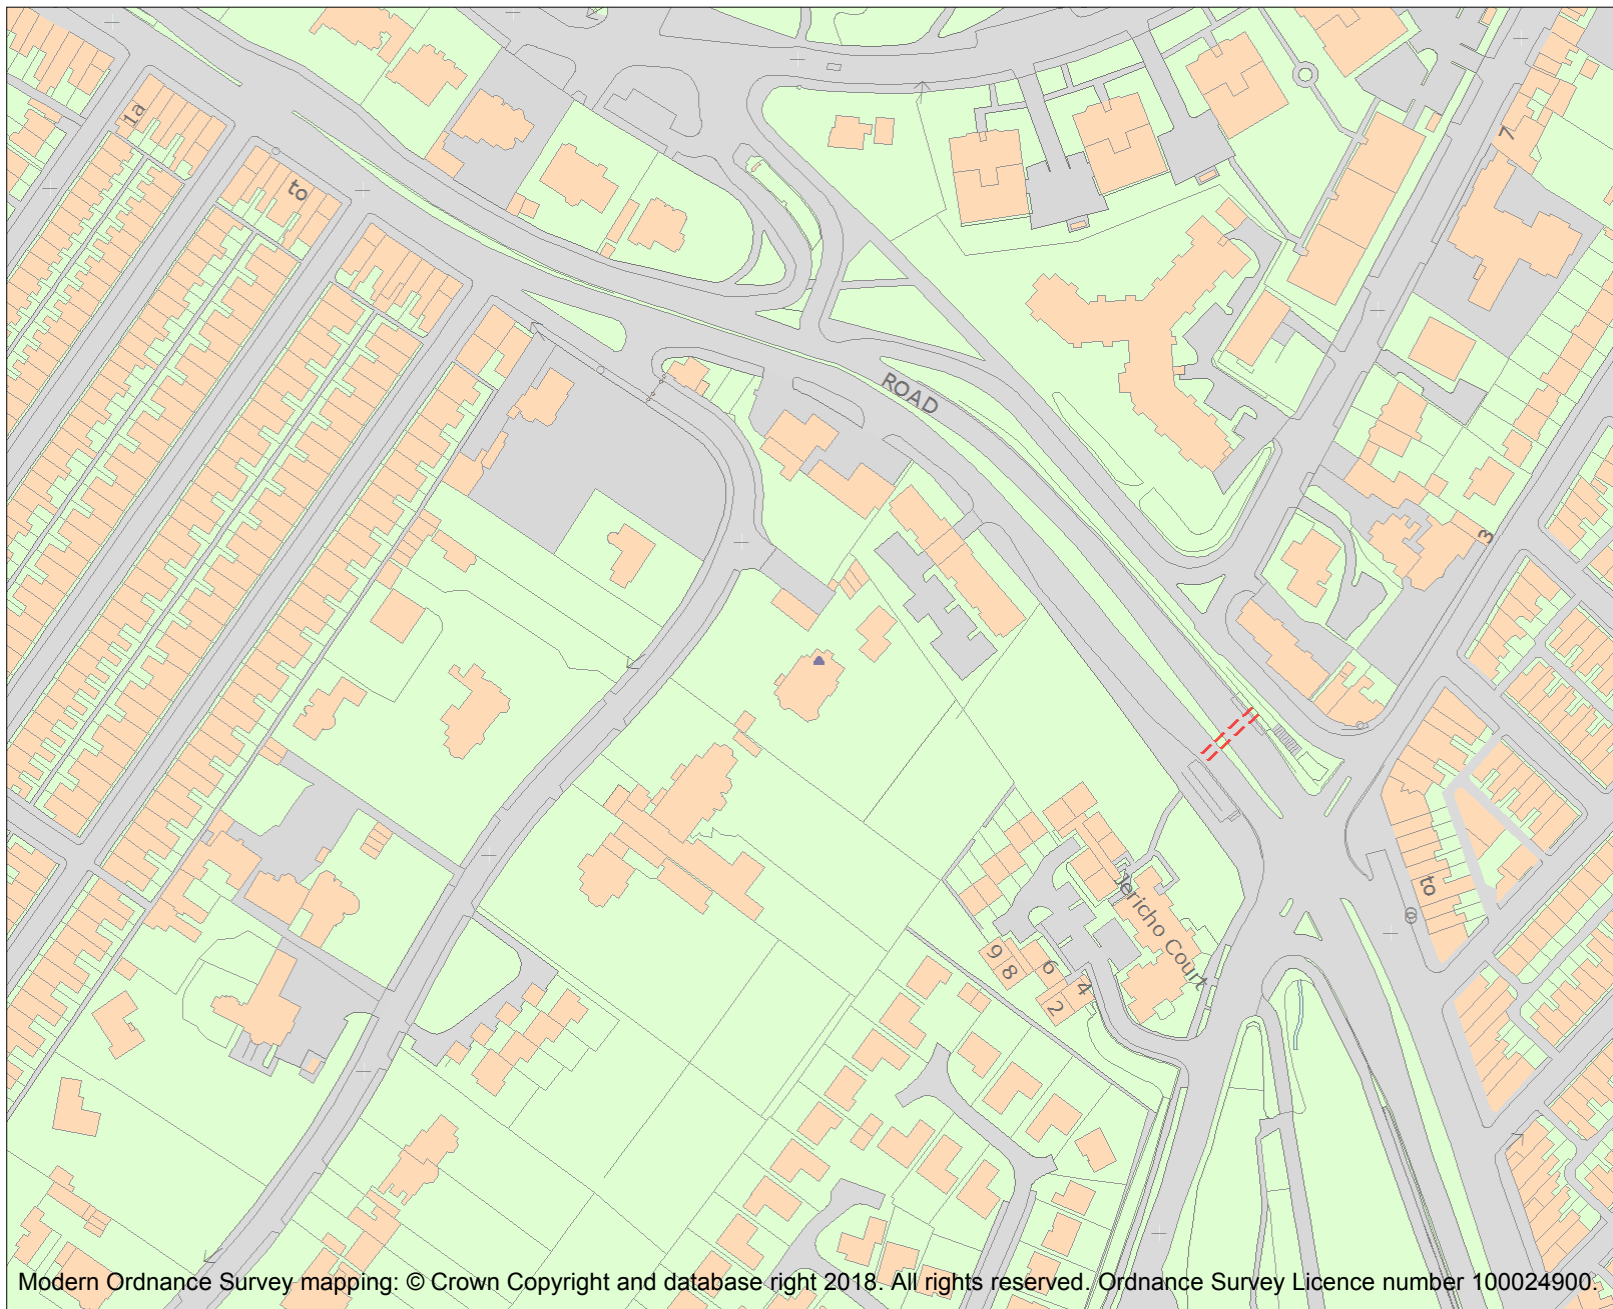 1a
to
7
ROAD
3
to
Jericho Court
9
8
6
4
2
Modern Ordnance Survey mapping: © Crown Copyright and database right 2018. All rights reserved. Ordnance Survey Licence number 100024900.